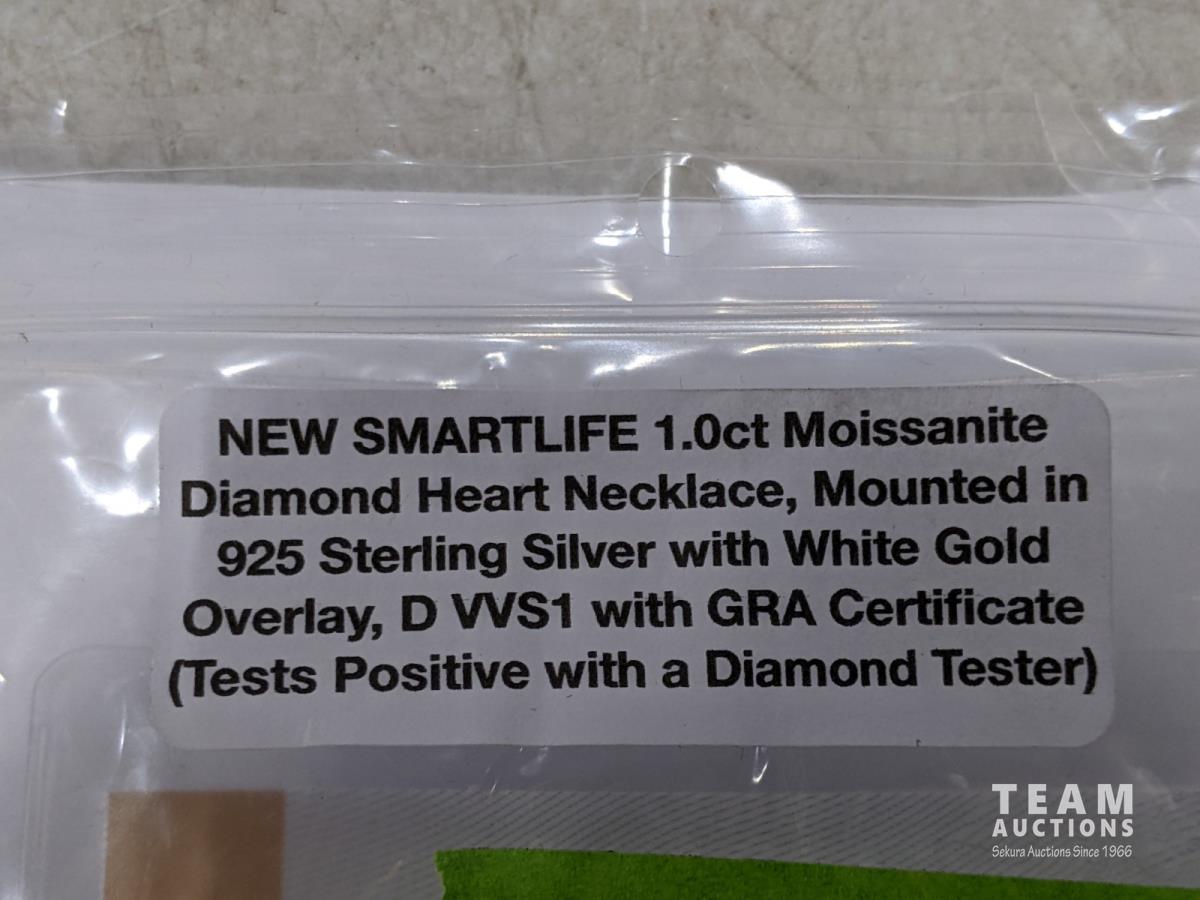 NEW SMARTLIFE 1.0ct Moissanite
Diamond Heart Necklace, Mounted in
925 Sterling Silver with White Gold
Overlay, D VVS1 with GRA Certificate
(Tests Positive with a Diamond Tester)
TEAM
AUCTIONS
Sekura Auctions Since 1966